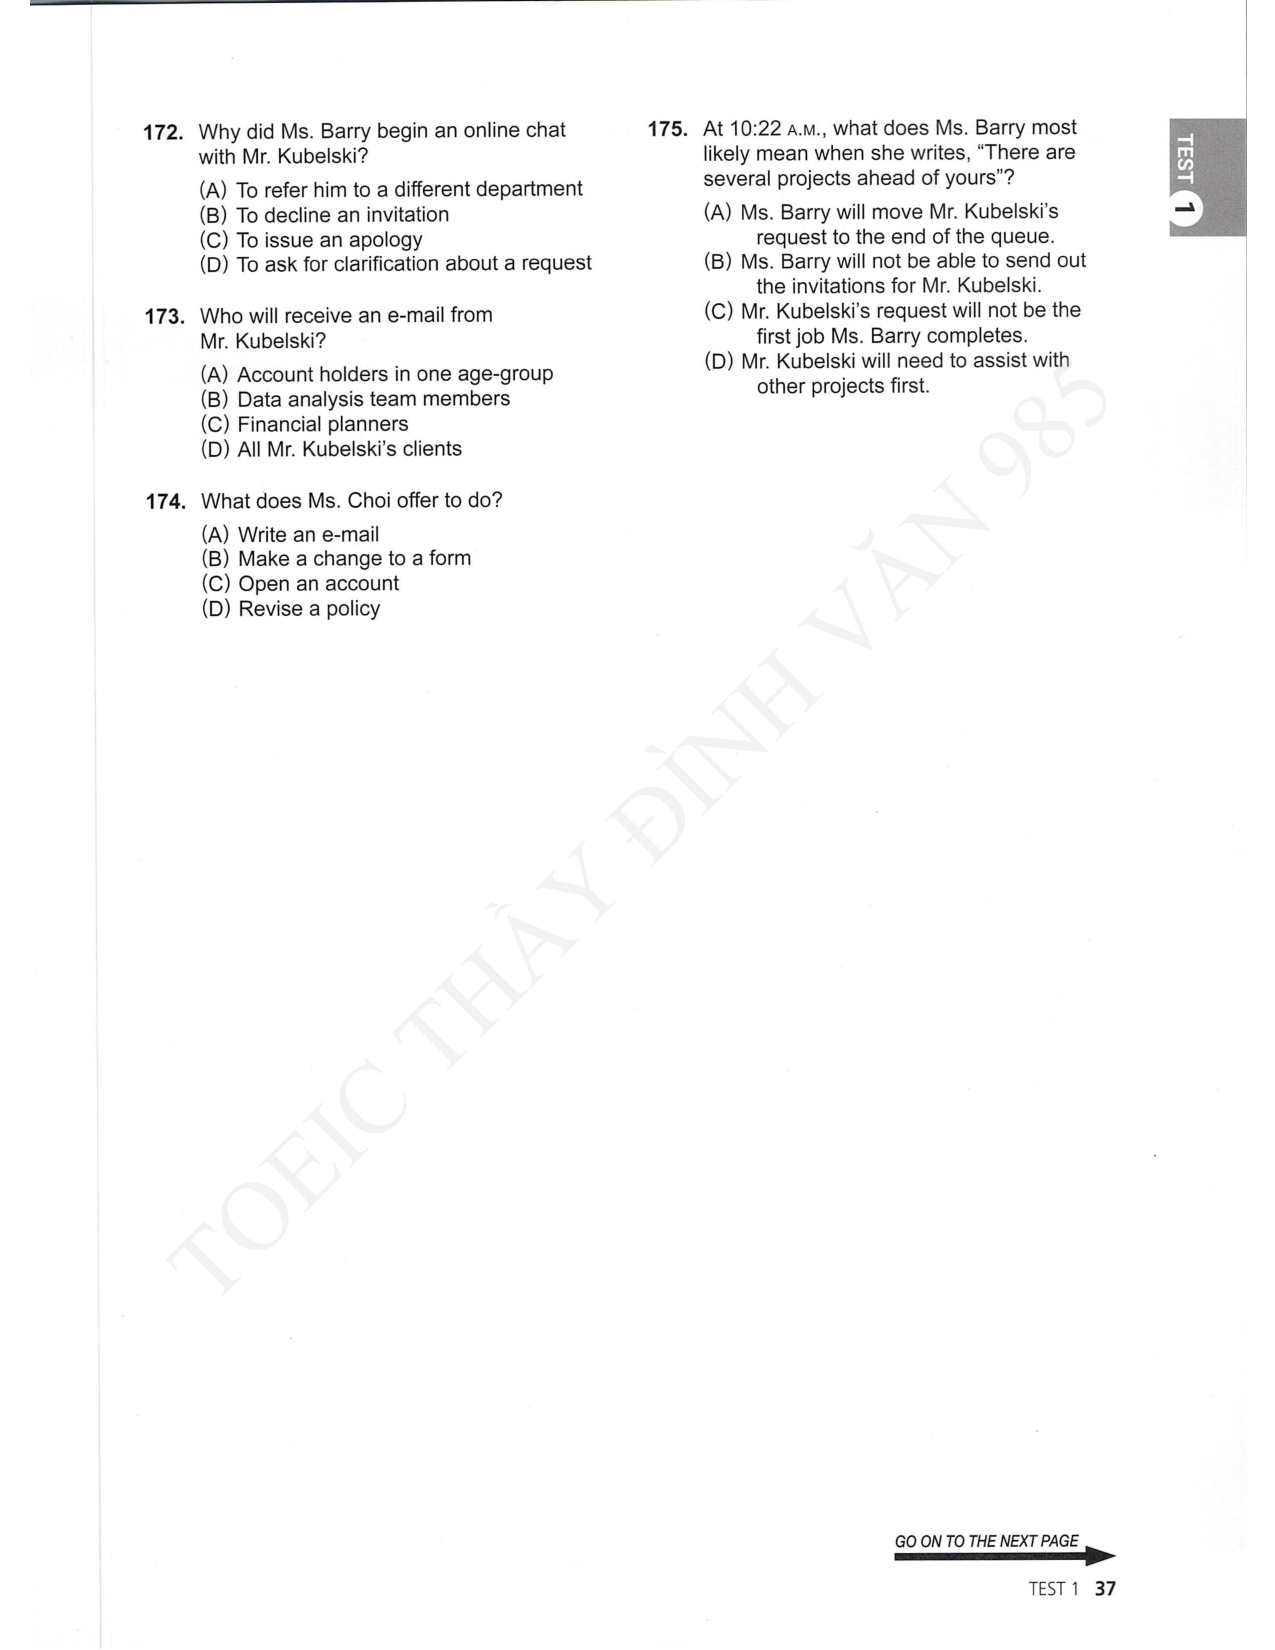 172. Why did Ms. Barry begin an online chat
with Mr. Kubelski?
(A) To refer him to a different department
(B) To decline an invitation
(C) To issue an apology
(D) To ask for clarification about a request
173. Who will receive an e-mail from
Mr. Kubelski?
(A) Account holders in one age-group
(B) Data analysis team members
(C) Financial planners
(D) All Mr. Kubelski's clients
174. What does Ms. Choi offer to do?
(A) Write an e-mail
(B) Make a change to a form
(C) Open an account
(D) Revise a policy
175. At 10:22 A.M., what does Ms. Barry most
likely mean when she writes, “There are
several projects ahead of yours”?
(A) Ms. Barry will move Mr. Kubelski's
request to the end of the queue.
(B) Ms. Barry will not be able to send out
the invitations for Mr. Kubelski.
(C) Mr. Kubelski's request will not be the
first job Ms. Barry completes.
(D) Mr. Kubelski will need to assist with
other projects first.
TEST 1
TOEIC THẦY ĐÌNH VĂN 985
GO ON TO THE NEXT PAGE
TEST 1 37